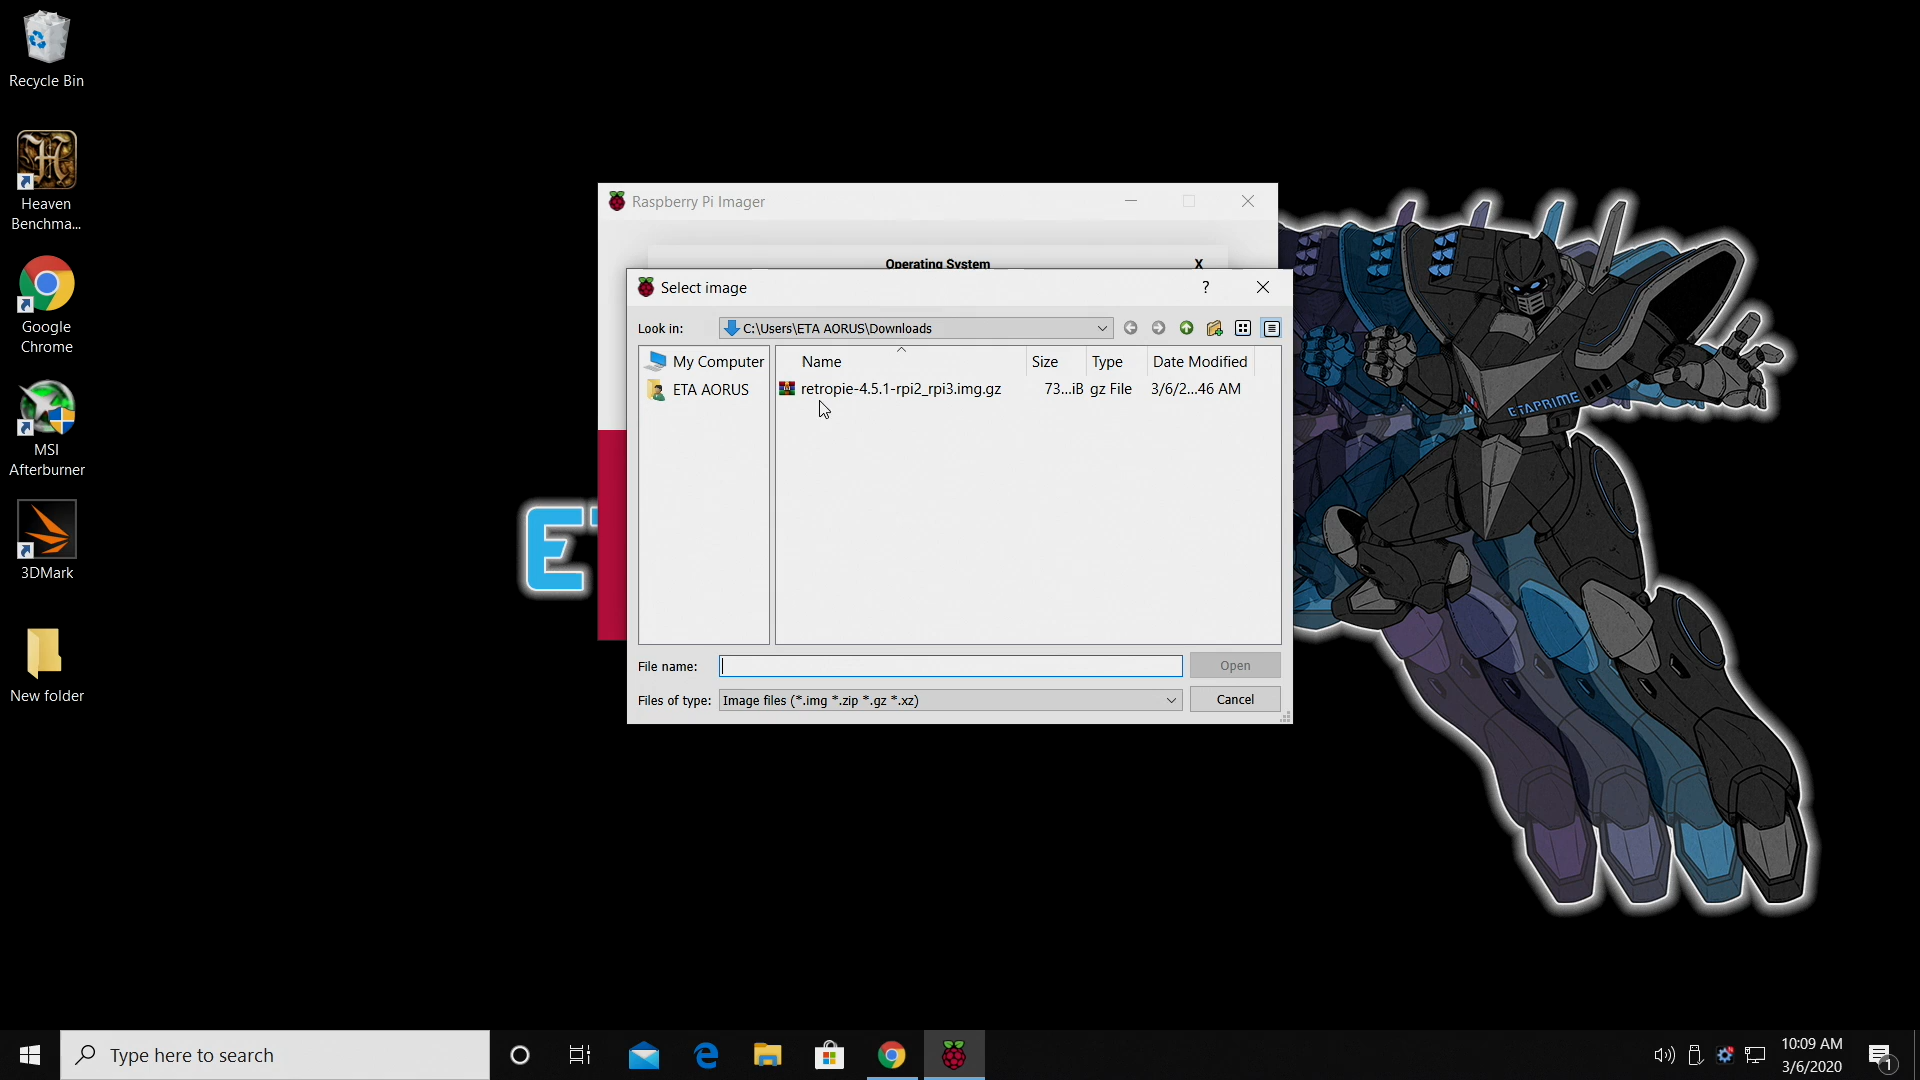 Recycle Bin
Heaven
Benchma...
Google
Chrome
MSI
Afterburner
3DMark
New folder
Raspberry Pi Imager
Operating System
X
Select image
?
Look in:
C:\Users\ETA AORUS\Downloads
My Computer
ETA AORUS
Name
Size
Type
Date Modified
retropie-4.5.1-rpi2_rpi3.img.gz
73...iB
gz File
3/6/2...46 AM
File name:
Open
Files of type:
Image files (*.img *.zip *.gz *.xz)
Cancel
ETAPRIME
Type here to search
10:09 AM
3/6/2020
1